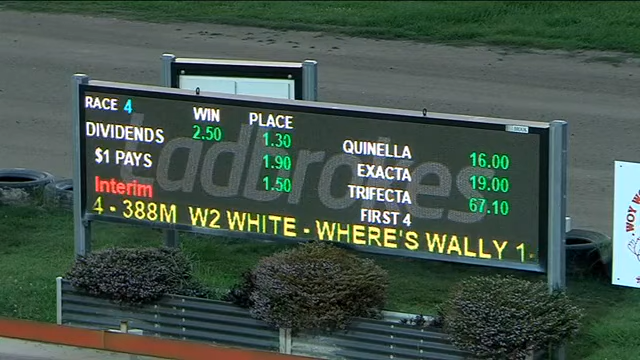 RACE 4
WIN PLACE
DIVIDENDS 2.50 1.30
$1 PAYS 1.90
Interim 1.50
QUINELLA 16.00
EXACTA 19.00
TRIFECTA 67.10
FIRST 4
Ladbrokes
4 - 388M W2 WHITE - WHERE'S WALLY 1
WOY W